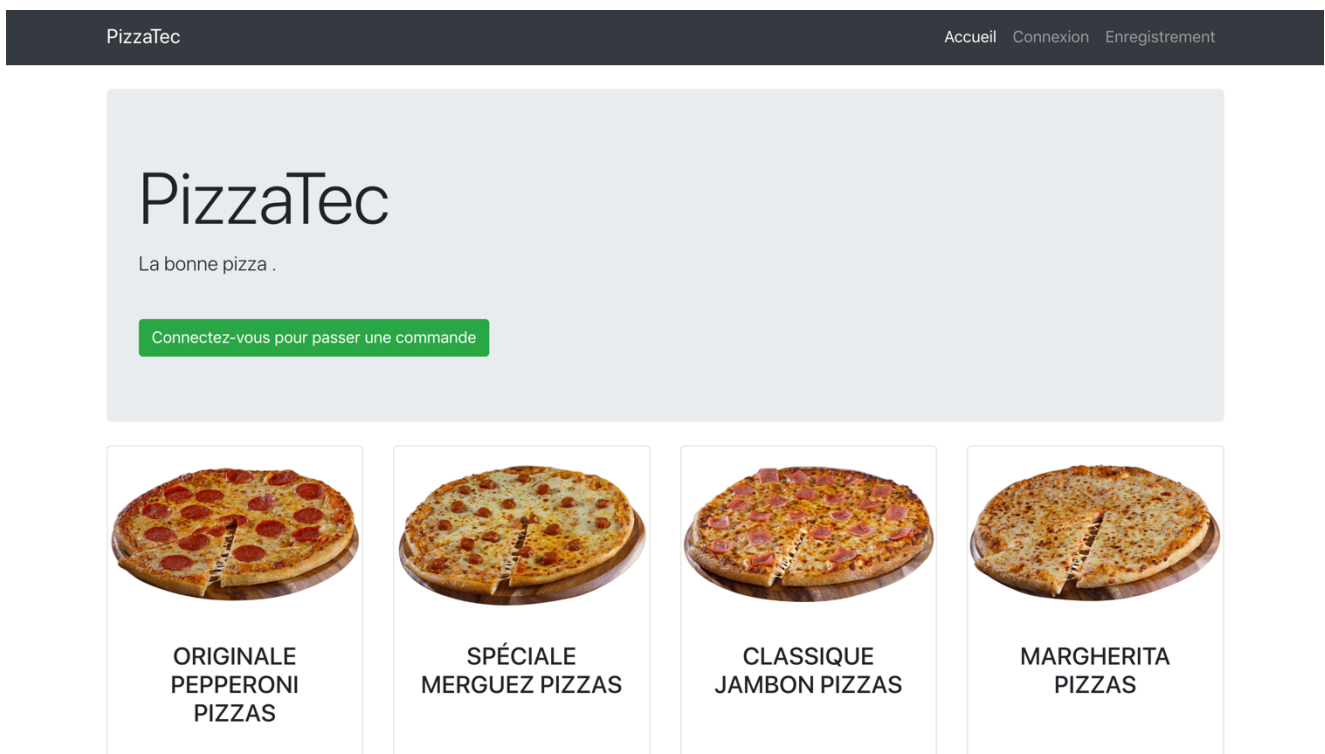 PizzaTec
Accueil Connexion Enregistrement
PizzaTec
La bonne pizza .
Connectez-vous pour passer une commande
ORIGINALE
PEPPERONI
PIZZAS
SPÉCIALE
MERGUEZ PIZZAS
CLASSIQUE
JAMBON PIZZAS
MARGHERITA
PIZZAS